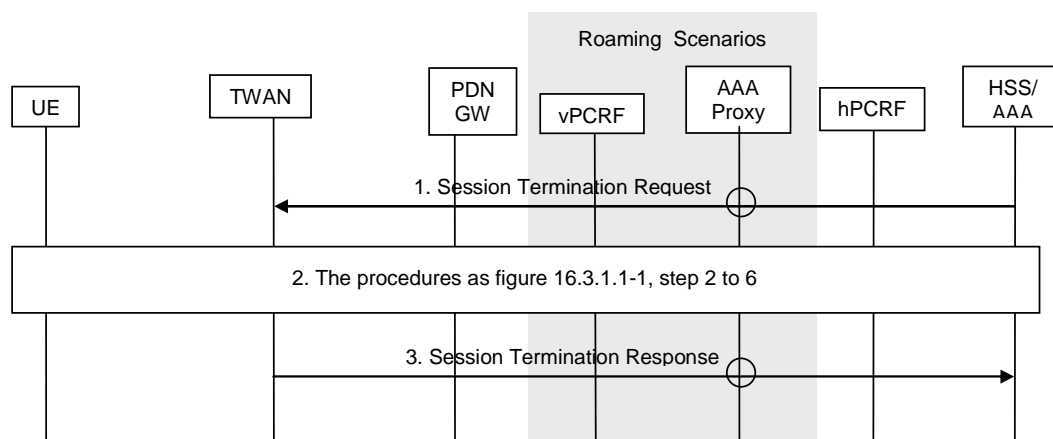 Roaming Scenarios
UE
TWAN
PDN
GW
vPCRF
AAA
Proxy
hPCRF
HSS/
AAA
1. Session Termination Request
2. The procedures as figure 16.3.1.1-1, step 2 to 6
3. Session Termination Response